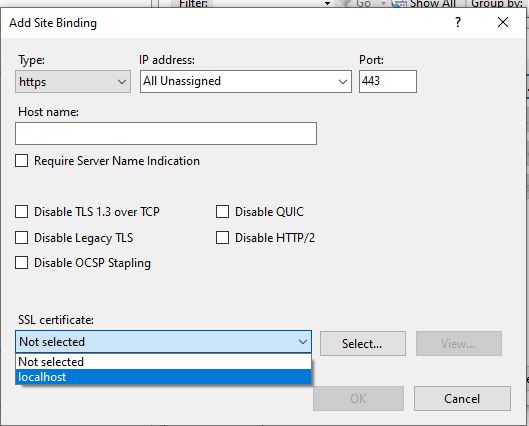 Filter:
Go
Show All
Group by:
Add Site Binding
?
Type:
IP address:
Port:
https
All Unassigned
443
Host name:
Require Server Name Indication
Disable TLS 1.3 over TCP
Disable QUIC
Disable Legacy TLS
Disable HTTP/2
Disable OCSP Stapling
SSL certificate:
Not selected
Select...
View...
Not selected
localhost
OK
Cancel